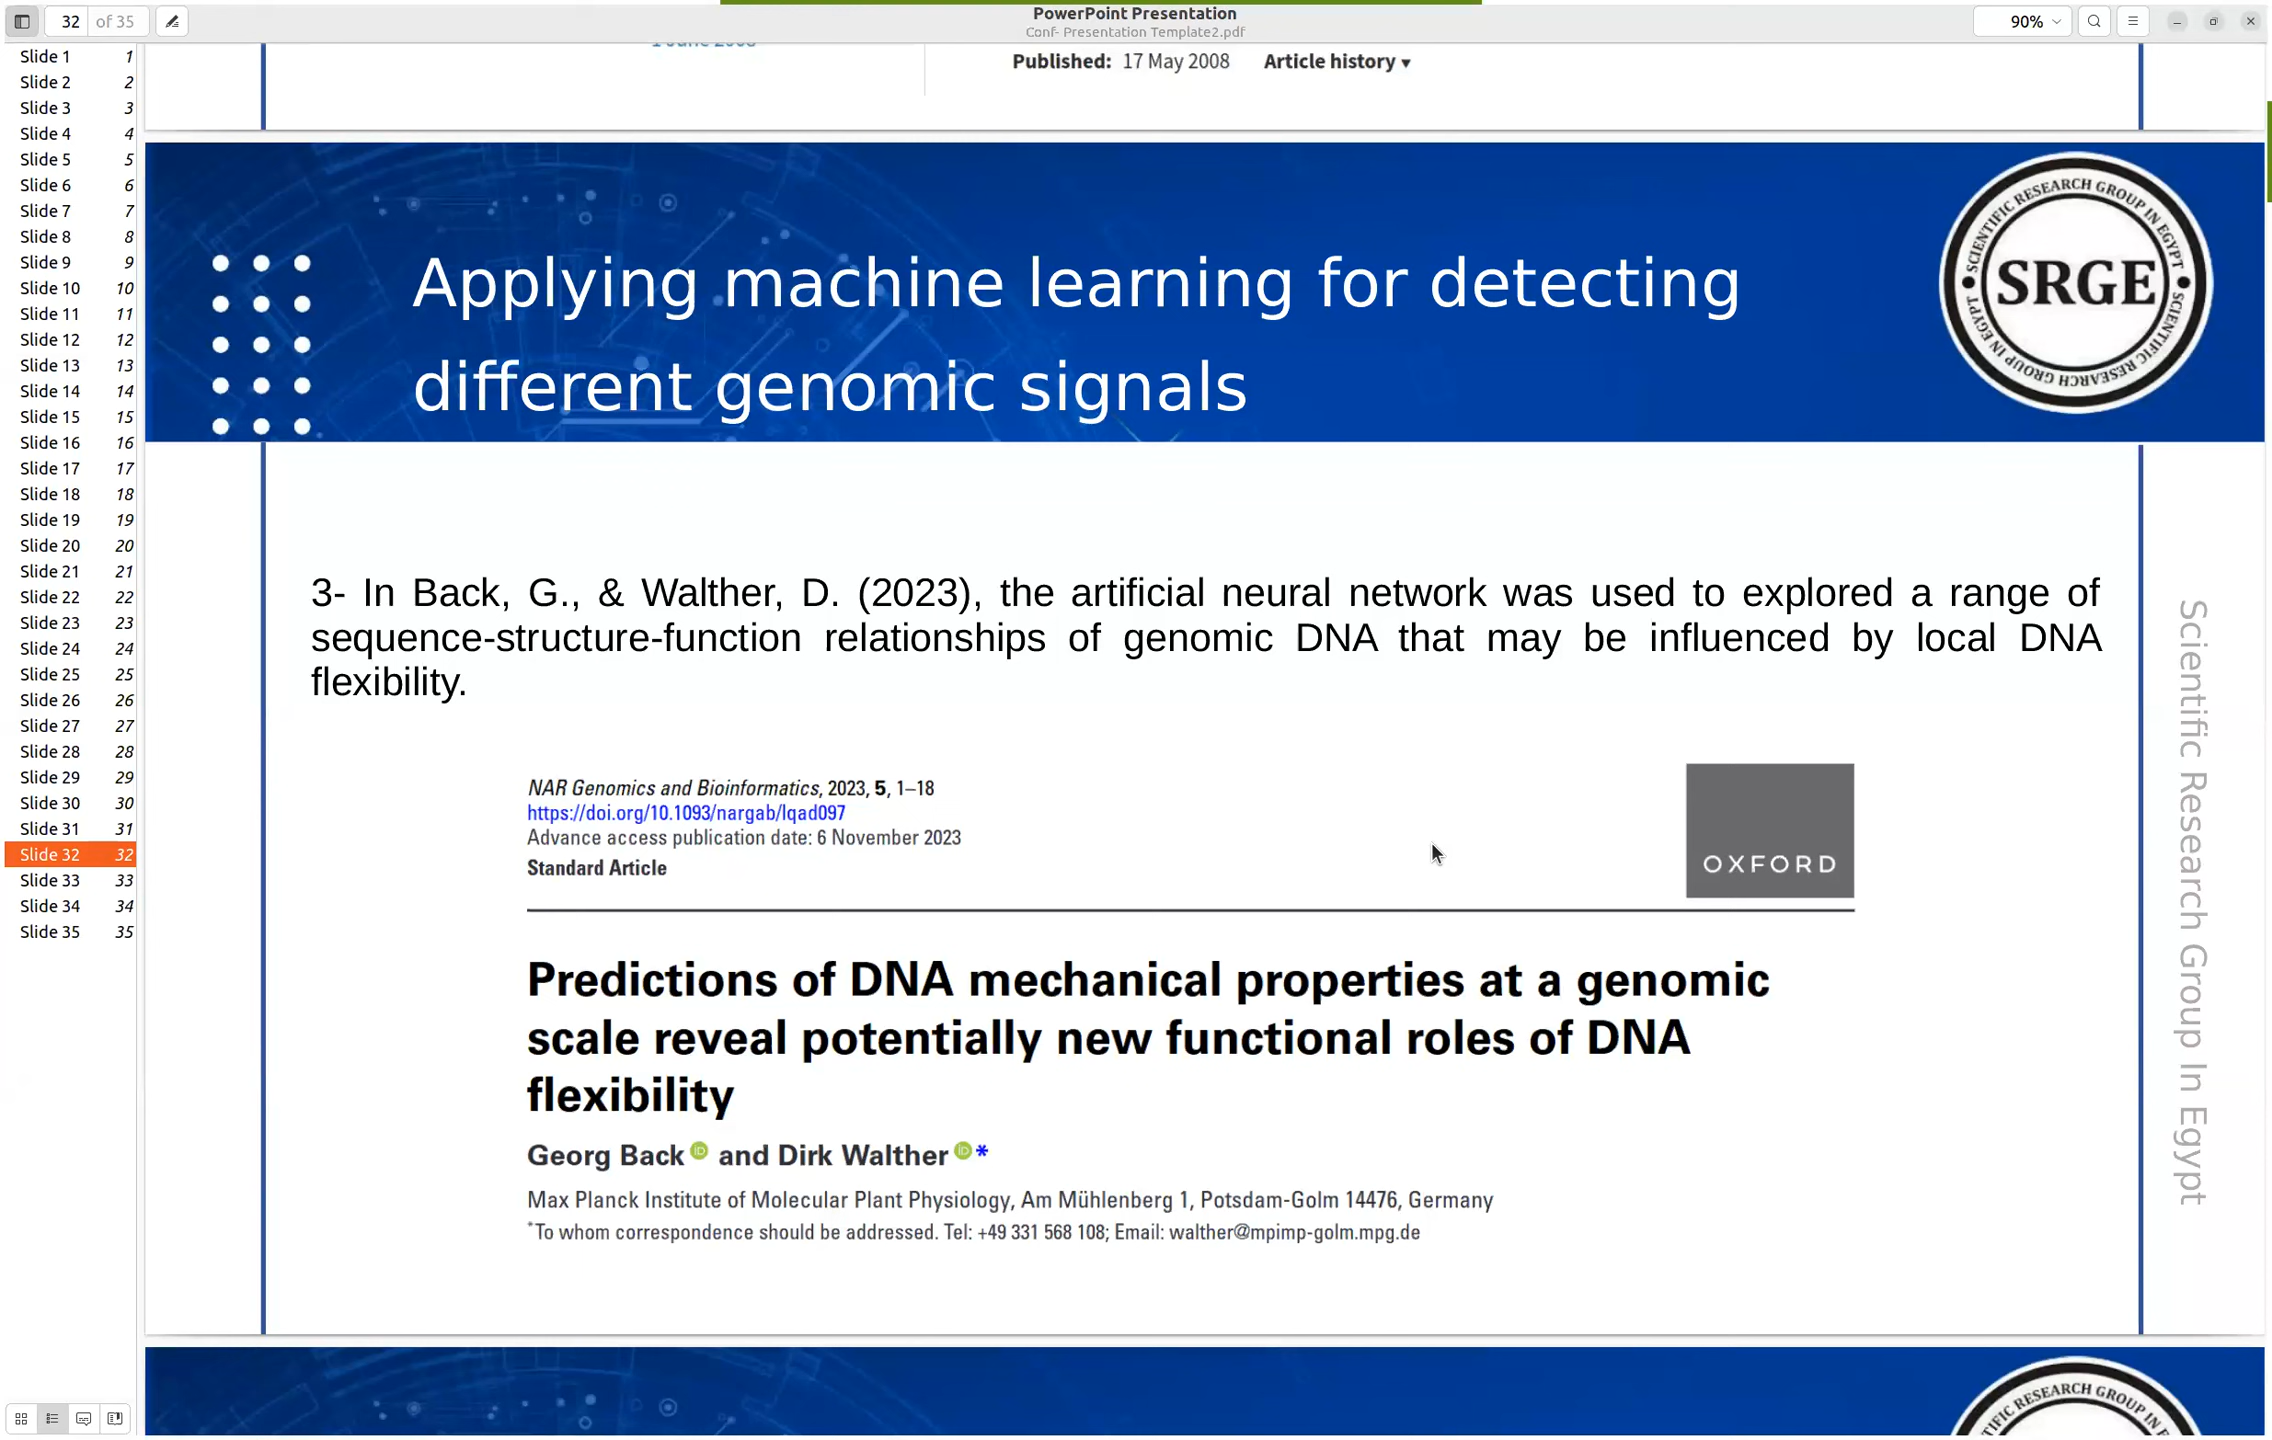 32 of 35
PowerPoint Presentation
Conf- Presentation Template2.pdf
90%
Slide 1 1
Slide 2 2
Slide 3 3
Slide 4 4
Slide 5 5
Slide 6 6
Slide 7 7
Slide 8 8
Slide 9 9
Slide 10 10
Slide 11 11
Slide 12 12
Slide 13 13
Slide 14 14
Slide 15 15
Slide 16 16
Slide 17 17
Slide 18 18
Slide 19 19
Slide 20 20
Slide 21 21
Slide 22 22
Slide 23 23
Slide 24 24
Slide 25 25
Slide 26 26
Slide 27 27
Slide 28 28
Slide 29 29
Slide 30 30
Slide 31 31
Slide 32 32
Slide 33 33
Slide 34 34
Slide 35 35
Published: 17 May 2008 Article history ▾
Applying machine learning for detecting
different genomic signals
SCIENTIFIC RESEARCH GROUP IN EGYPT
SRGE
SCIENTIFIC RESEARCH GROUP IN EGYPT
3- In Back, G., & Walther, D. (2023), the artificial neural network was used to explored a range of
sequence-structure-function relationships of genomic DNA that may be influenced by local DNA
flexibility.
NAR Genomics and Bioinformatics, 2023, 5, 1–18
https://doi.org/10.1093/nargab/lqad097
Advance access publication date: 6 November 2023
Standard Article
OXFORD
Predictions of DNA mechanical properties at a genomic
scale reveal potentially new functional roles of DNA
flexibility
Georg Back iD and Dirk Walther iD *
Max Planck Institute of Molecular Plant Physiology, Am Mühlenberg 1, Potsdam-Golm 14476, Germany
*To whom correspondence should be addressed. Tel: +49 331 568 108; Email: walther@mpimp-golm.mpg.de
Scientific Research Group In Egypt
RESEARCH GROUP IN